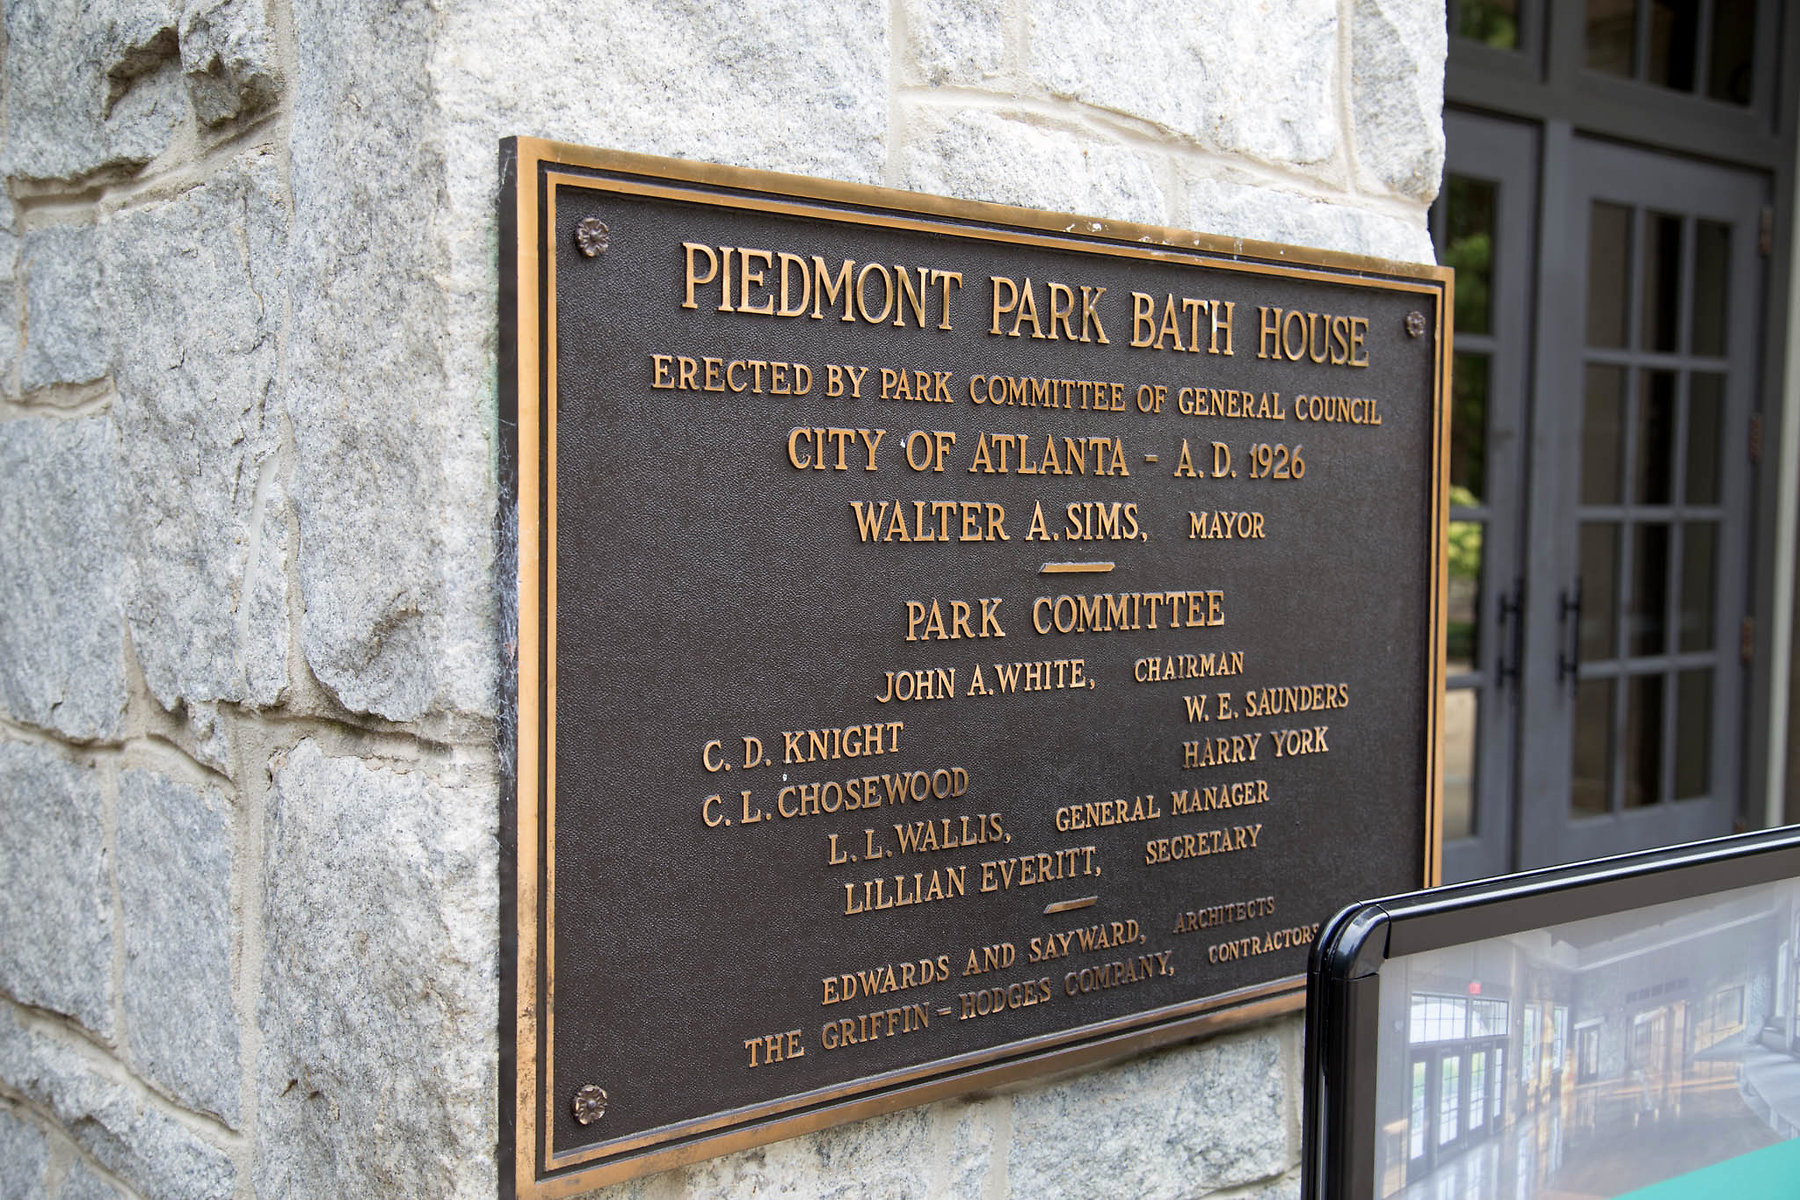 PIEDMONT PARK BATH HOUSE
ERECTED BY PARK COMMITTEE OF GENERAL COUNCIL
CITY OF ATLANTA - A. D. 1926
WALTER A. SIMS, MAYOR
PARK COMMITTEE
JOHN A. WHITE, CHAIRMAN
C. D. KNIGHT W. E. SAUNDERS
C. L. CHOSEWOOD HARRY YORK
L. L. WALLIS, GENERAL MANAGER
LILLIAN EVERITT, SECRETARY
EDWARDS AND SAYWARD, ARCHITECTS
THE GRIFFIN - HODGES COMPANY, CONTRACTORS